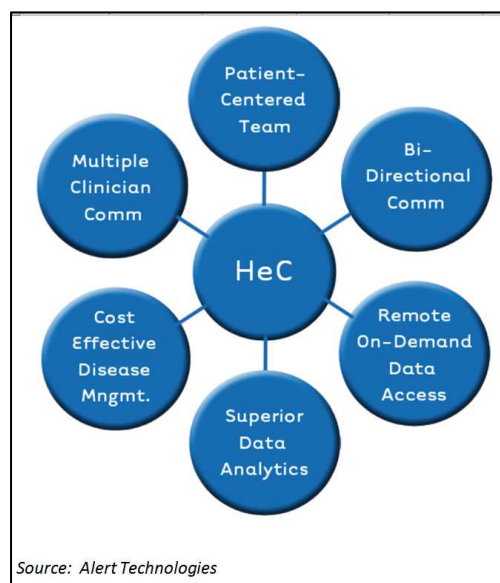 Patient-
Centered
Team
Bi-
Directional
Comm
Remote
On-Demand
Data
Access
Superior
Data
Analytics
Cost
Effective
Disease
Mngmt.
Multiple
Clinician
Comm
HeC
Source: Alert Technologies